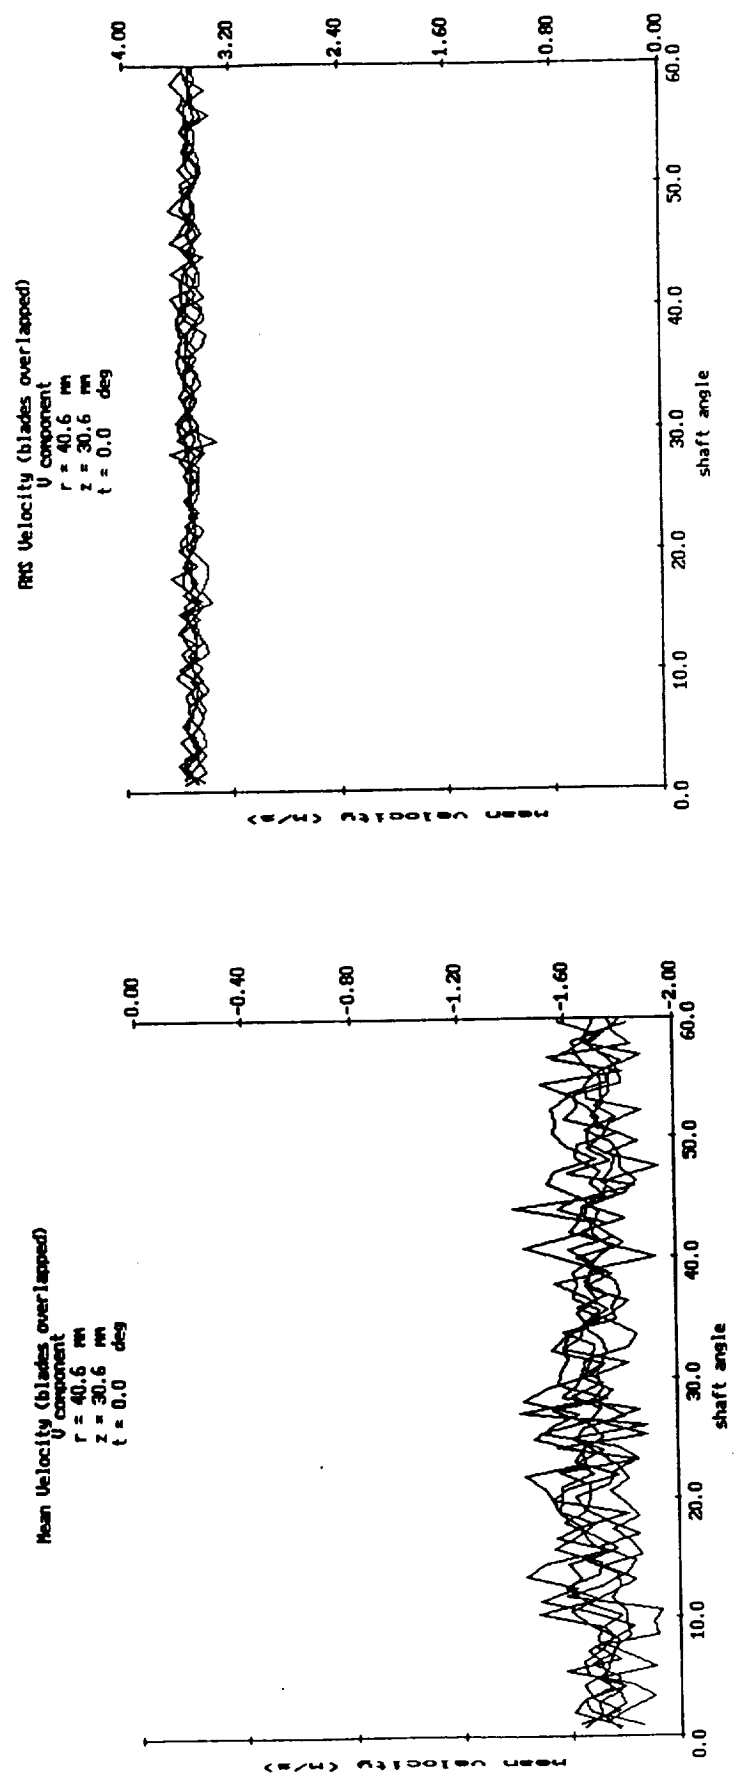 RMS Velocity (blades overlapped)
V component
r = 40.6 mm
z = 30.6 mm
t = 0.0 deg
4.00
3.20
2.40
1.60
0.80
0.00
mean velocity (m/s)
0.0
10.0
20.0
30.0
40.0
50.0
60.0
shaft angle
Mean Velocity (blades overlapped)
V component
r = 40.6 mm
z = 30.6 mm
t = 0.0 deg
-0.00
-0.40
-0.80
-1.20
-1.60
-2.00
mean velocity (m/s)
0.0
10.0
20.0
30.0
40.0
50.0
60.0
shaft angle